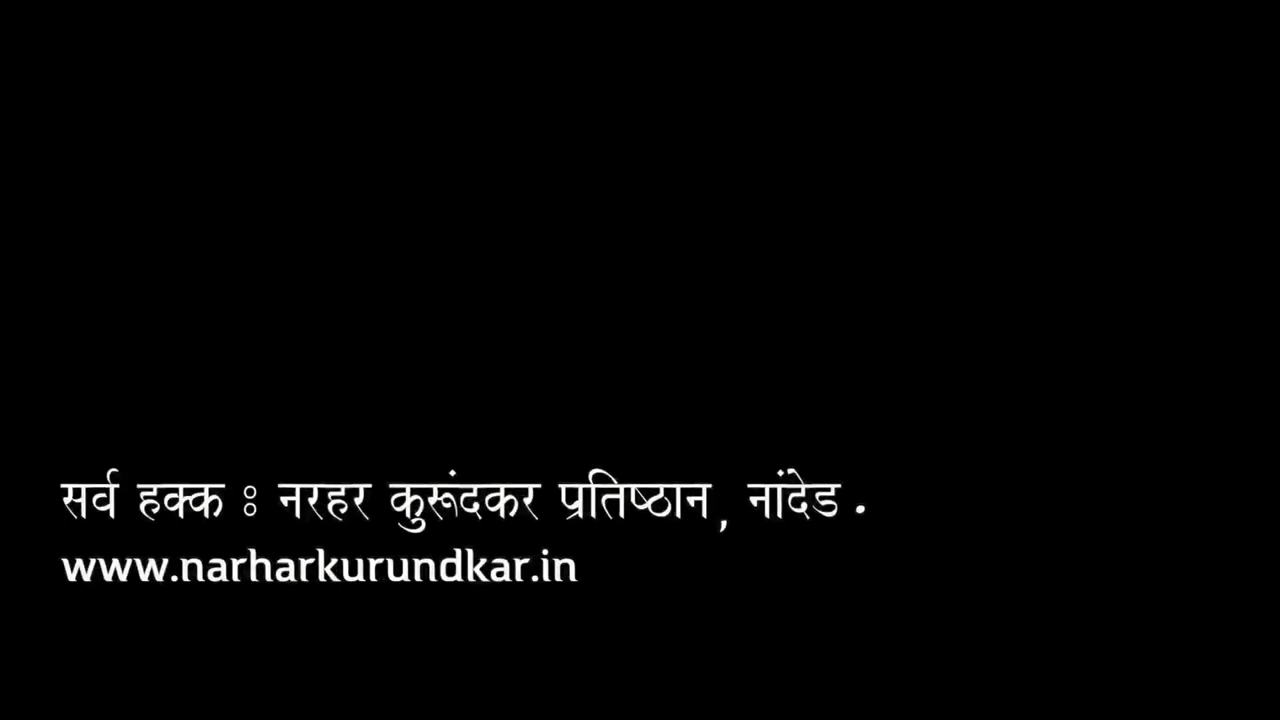 सर्व हक्क : नरहर कुरूंदकर प्रतिष्ठान, नांदेड.
www.narharkurundkar.in